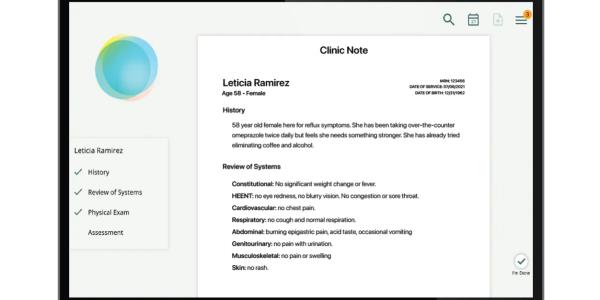 3
Clinic Note
Leticia Ramirez
MRN: 123456
Age 58 - Female
DATE OF SERVICE: 07/08/2021
DATE OF BIRTH: 12/31/1962
History
58 year old female here for reflux symptoms. She has been taking over-the-counter
omeprazole twice daily but feels she needs something stronger. She has already tried
eliminating coffee and alcohol.
Review of Systems
Constitutional: No significant weight change or fever.
HEENT: no eye redness, no blurry vision. No congestion or sore throat.
Cardiovascular: no chest pain.
Respiratory: no cough and normal respiration.
Abdominal: burning epigastric pain, acid taste, occasional vomiting
Genitourinary: no pain with urination.
Musculoskeletal: no pain or swelling
Skin: no rash.
Leticia Ramirez
History
Review of Systems
Physical Exam
Assessment
I'm Done